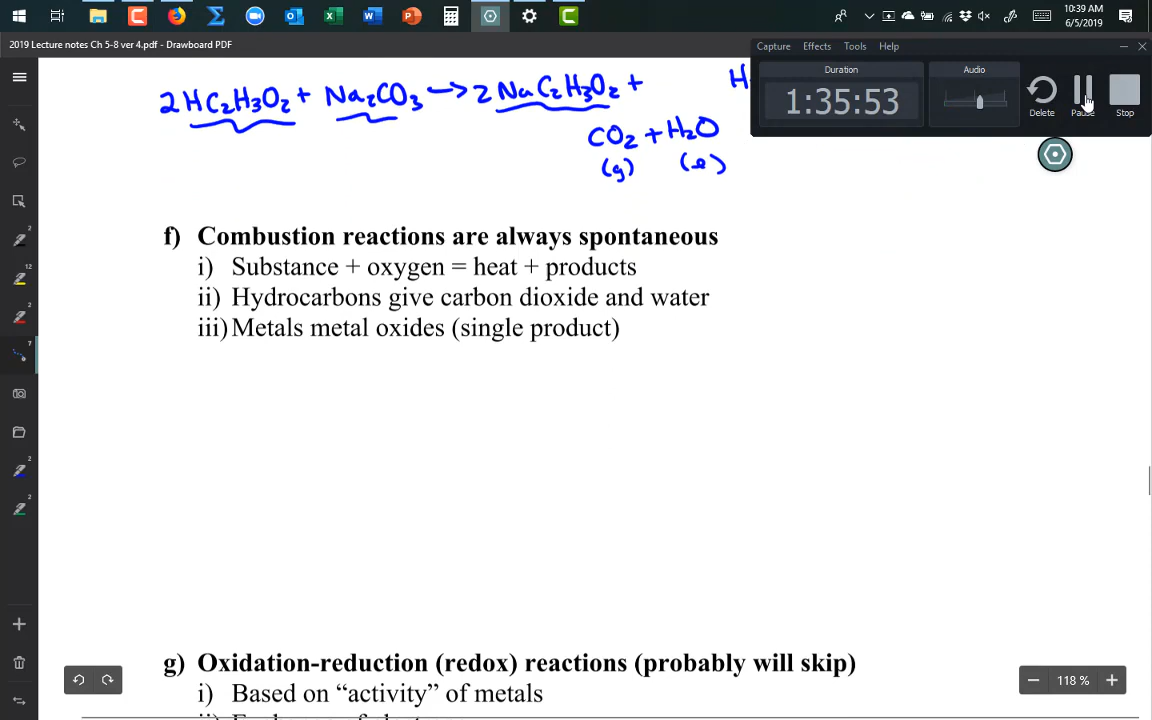 10:39 AM
6/5/2019
2019 Lecture notes Ch 5-8 ver 4.pdf - Drawboard PDF
Capture Effects Tools Help
Duration Audio
1:35:53
Delete Pause Stop
2HC₂H₃O₂ + Na₂CO₃ → 2 NaC₂H₃O₂ + H
CO₂ + H₂O
(g) (l)
f) Combustion reactions are always spontaneous
i) Substance + oxygen = heat + products
ii) Hydrocarbons give carbon dioxide and water
iii) Metals metal oxides (single product)
g) Oxidation-reduction (redox) reactions (probably will skip)
i) Based on “activity” of metals
118 %